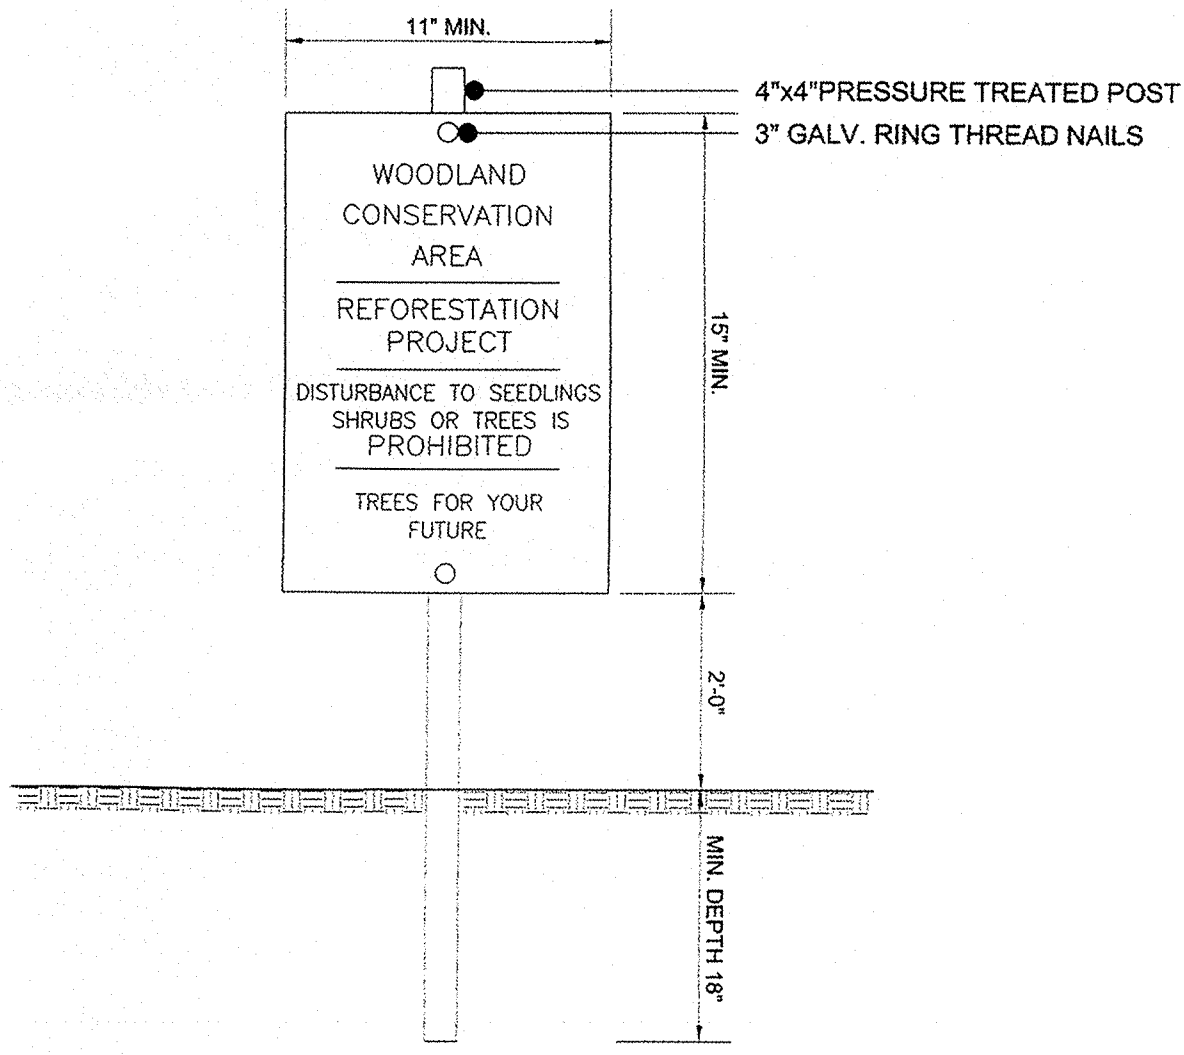 11" MIN.
4"x4"PRESSURE TREATED POST
3" GALV. RING THREAD NAILS
WOODLAND
CONSERVATION
AREA
REFORESTATION
PROJECT
DISTURBANCE TO SEEDLINGS
SHRUBS OR TREES IS
PROHIBITED
TREES FOR YOUR
FUTURE
15" MIN.
2'-0"
MIN. DEPTH 18"